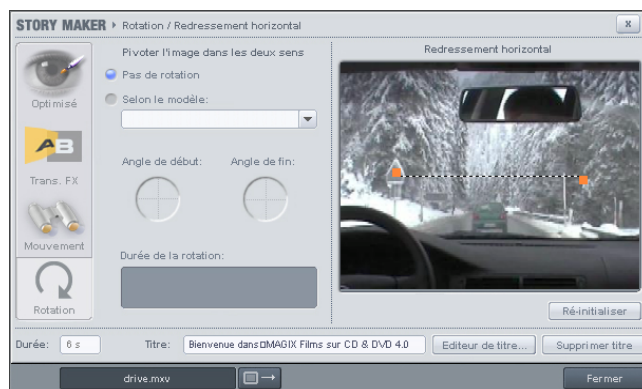 STORY MAKER ▸ Rotation / Redressement horizontal
x
Optimisé
AB
Trans. FX
Mouvement
Rotation
Pivoter l'image dans les deux sens
Pas de rotation
Selon le modèle:
Angle de début: Angle de fin:
Durée de la rotation:
Redressement horizontal
Ré-initialiser
Durée: 6 s Titre: Bienvenue dans□MAGIX Films sur CD & DVD 4.0 Editeur de titre... Supprimer titre
drive.mxv
Fermer